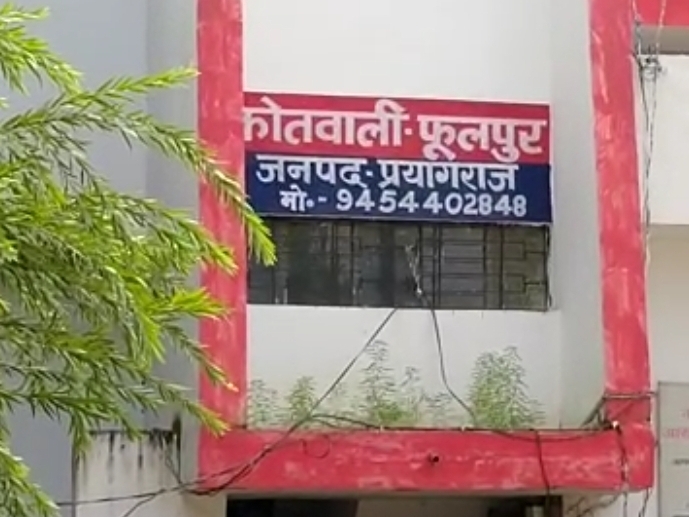 कोतवाली- फूलपुर
जनपद- प्रयागराज
मो॰- 9454402848